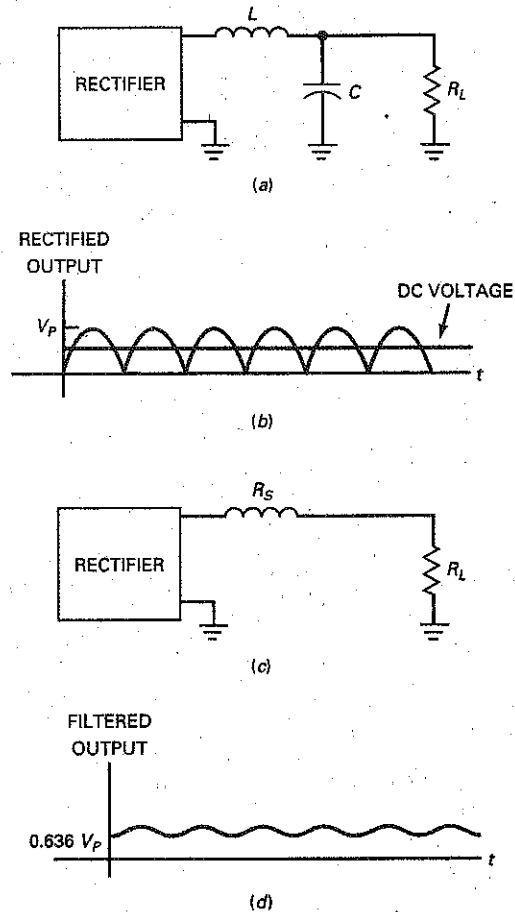 L
RECTIFIER
C
R_L
(a)
RECTIFIED
OUTPUT
DC VOLTAGE
V_P
t
(b)
R_S
RECTIFIER
R_L
(c)
FILTERED
OUTPUT
0.636 V_P
t
(d)